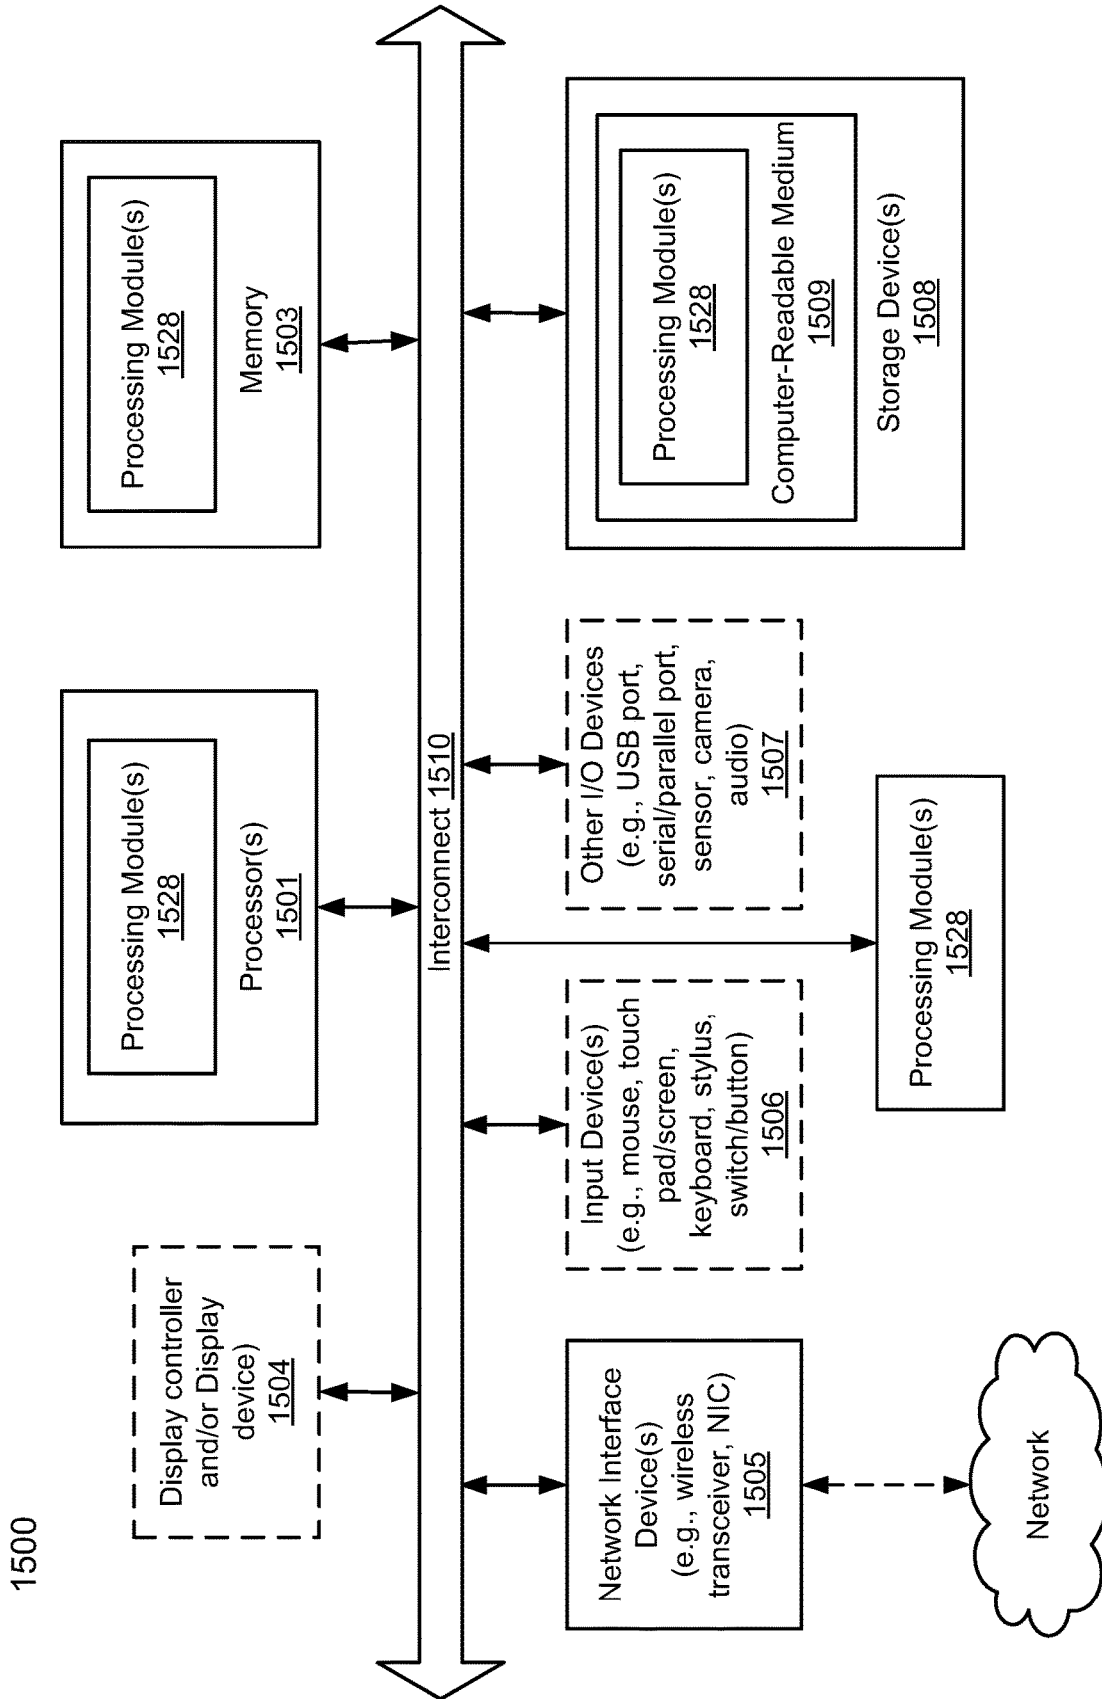 1500
Processing Module(s)
1528
Processor(s)
1501
Processing Module(s)
1528
Memory
1503
Display controller
and/or Display
device)
1504
Interconnect 1510
Network Interface
Device(s)
(e.g., wireless
transceiver, NIC)
1505
Input Device(s)
(e.g., mouse, touch
pad/screen,
keyboard, stylus,
switch/button)
1506
Other I/O Devices
(e.g., USB port,
serial/parallel port,
sensor, camera,
audio)
1507
Processing Module(s)
1528
Computer-Readable Medium
1509
Storage Device(s)
1508
Processing Module(s)
1528
Network